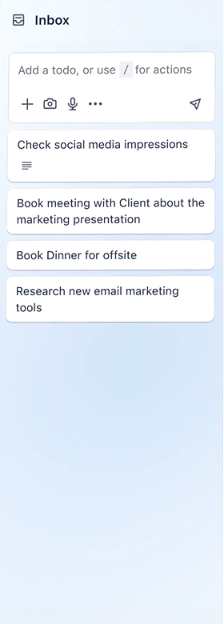 Inbox
Add a todo, or use / for actions
Check social media impressions
Book meeting with Client about the
marketing presentation
Book Dinner for offsite
Research new email marketing
tools